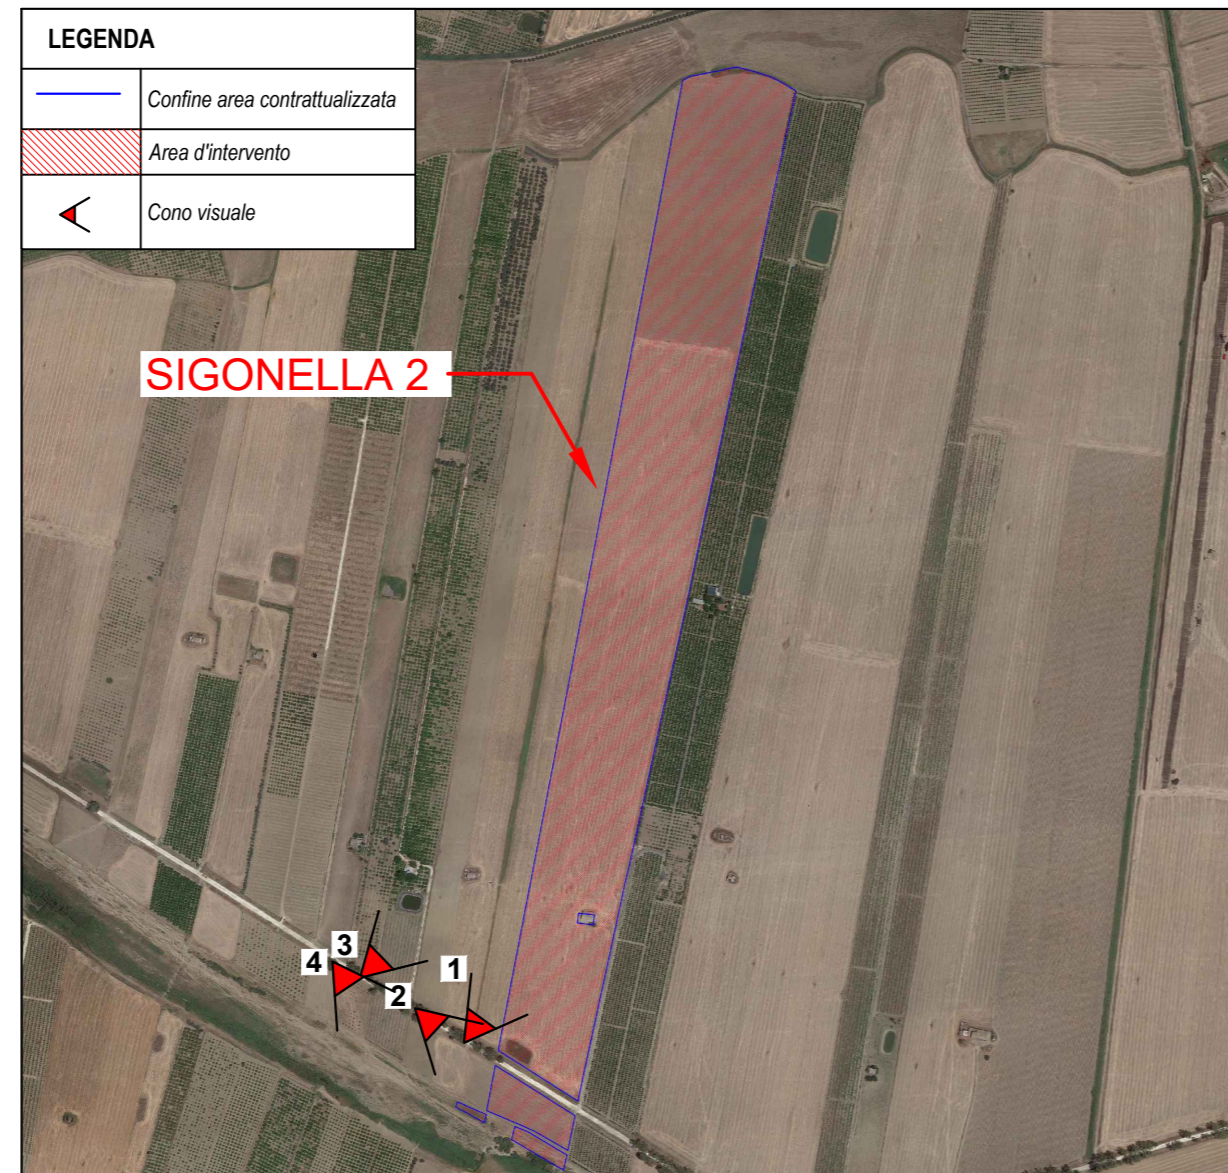 LEGENDA
Confine area contrattualizzata
Area d'intervento
Cono visuale
SIGONELLA 2
3
4
1
2